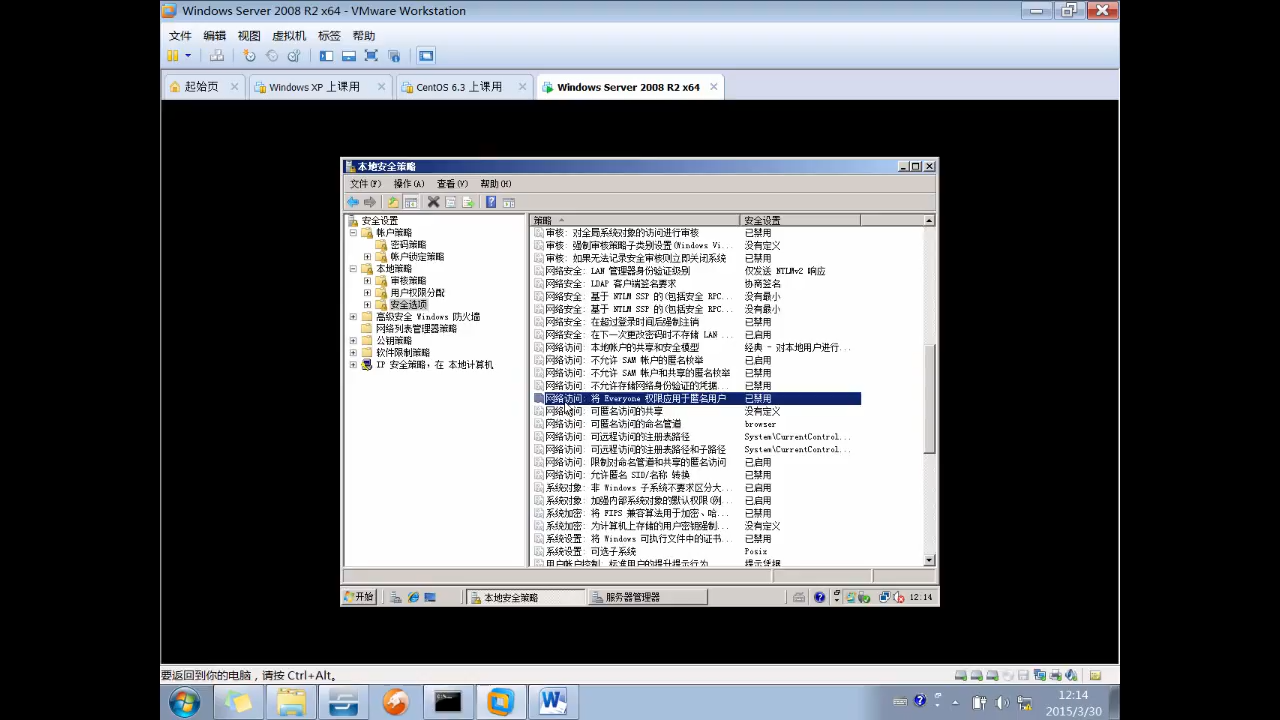 Windows Server 2008 R2 x64 - VMware Workstation
文件 编辑 查看 虚拟机 标签 帮助
起始页 Windows XP 上课用 CentOS 6.3 上课用 Windows Server 2008 R2 x64
本地安全策略
文件(F) 操作(A) 查看(V) 帮助(H)
安全设置
帐户策略
密码策略
帐户锁定策略
本地策略
审核策略
用户权限分配
安全选项
高级安全 Windows 防火墙
网络列表管理器策略
公钥策略
软件限制策略
IP 安全策略，在 本地计算机
策略 安全设置
审核: 对全局系统对象的访问进行审核 已禁用
审核: 强制审核策略子类别设置(Windows Vi... 没有定义
审核: 如果无法记录安全审核则立即关闭系统 已禁用
网络安全: LAN 管理器身份验证级别 仅发送 NTLMv2 响应
网络安全: LDAP 客户端签名要求 协商签名
网络安全: 基于 NTLM SSP 的(包括安全 RPC... 没有最小
网络安全: 基于 NTLM SSP 的(包括安全 RPC... 没有最小
网络安全: 在超过登录时间后强制注销 已禁用
网络安全: 在下一次更改密码时不存储 LAN ... 已启用
网络访问: 本地帐户的共享和安全模型 经典 - 对本地用户进行...
网络访问: 不允许 SAM 帐户的匿名枚举 已启用
网络访问: 不允许 SAM 帐户和共享的匿名枚举 已禁用
网络访问: 不允许存储网络身份验证的凭据... 已禁用
网络访问: 将 Everyone 权限应用于匿名用户 已禁用
网络访问: 可匿名访问的共享 没有定义
网络访问: 可匿名访问的命名管道 browser
网络访问: 可远程访问的注册表路径 System\CurrentControl...
网络访问: 可远程访问的注册表路径和子路径 System\CurrentControl...
网络访问: 限制对命名管道和共享的匿名访问 已启用
网络访问: 允许匿名 SID/名称 转换 已禁用
系统对象: 非 Windows 子系统不要求区分大... 已启用
系统对象: 加强内部系统对象的默认权限(例... 已启用
系统加密: 将 FIPS 兼容算法用于加密、哈... 已禁用
系统加密: 为计算机上存储的用户密钥强制... 没有定义
系统设置: 将 Windows 可执行文件中的证书... 已禁用
系统设置: 可选子系统 Posix
用户帐户控制: 标准用户的提升提示行为 提示凭据
开始 本地安全策略 服务器管理器 12:14
要返回到你的电脑，请按 Ctrl+Alt。
12:14
2015/3/30